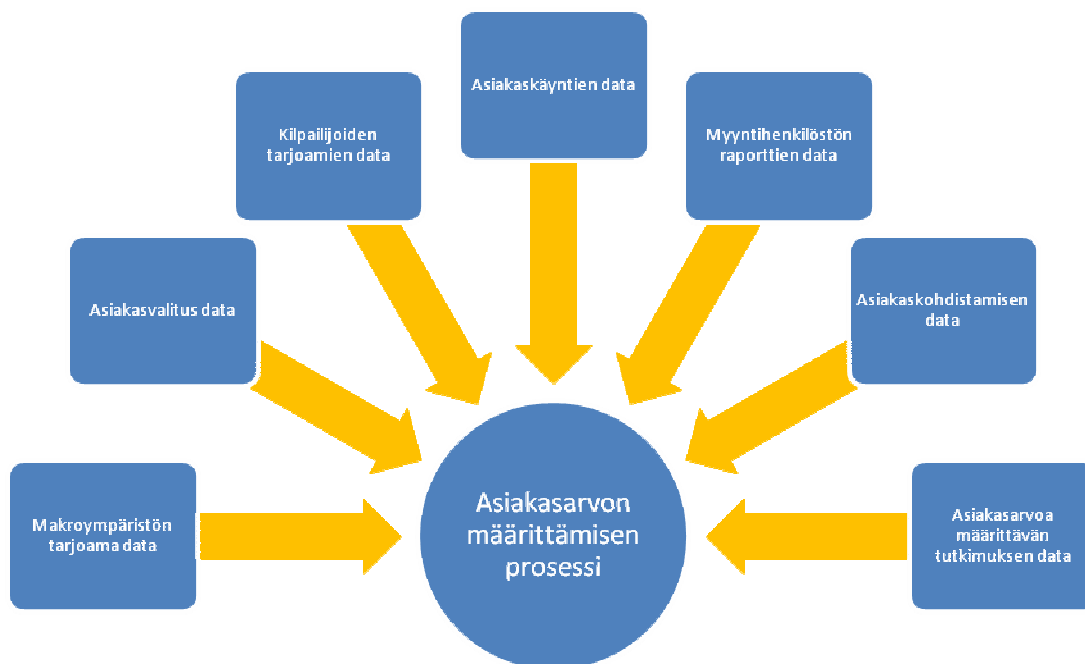 Asiakaskäyntien data
Kilpailijoiden
tarjoamien data
Myyntihenkilöstön
raporttien data
Asiakasvalitus data
Asiakaskohdistamisen
data
Makroympäristön
tarjoama data
Asiakasarvon
määrittämisen
prosessi
Asiakasarvoa
määrittävän
tutkimuksen data